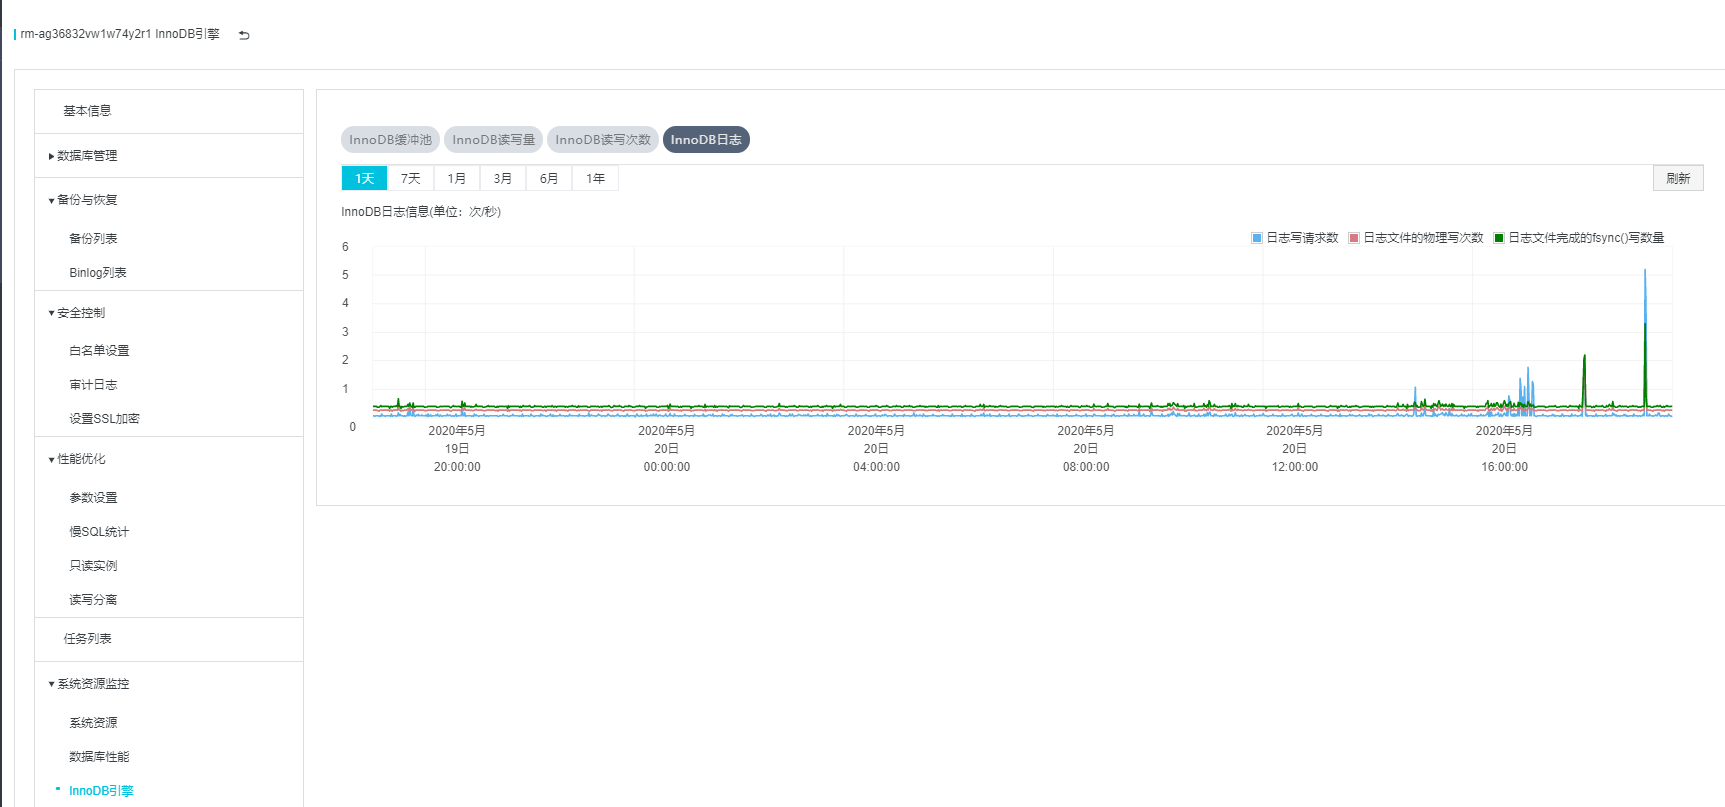 rm-ag36832vw1w74y2r1 InnoDB引擎
基本信息
数据库管理
备份与恢复
备份列表
Binlog列表
安全控制
白名单设置
审计日志
设置SSL加密
性能优化
参数设置
慢SQL统计
只读实例
读写分离
任务列表
系统资源监控
系统资源
数据库性能
InnoDB引擎
InnoDB缓冲池 InnoDB读写量 InnoDB读写次数 InnoDB日志
1天 7天 1月 3月 6月 1年 刷新
InnoDB日志信息(单位：次/秒)
日志写请求数 日志文件的物理写次数 日志文件完成的fsync()写数量
6
5
4
3
2
1
0
2020年5月 2020年5月 2020年5月 2020年5月 2020年5月 2020年5月
19日 20日 20日 20日 20日 20日
20:00:00 00:00:00 04:00:00 08:00:00 12:00:00 16:00:00